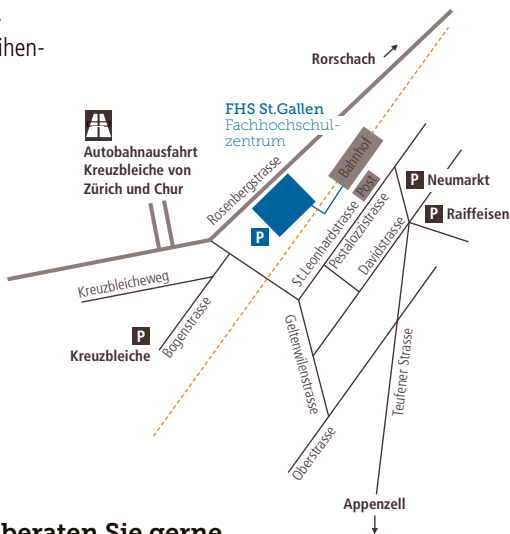 ihen-
Rorschach
FHS St.Gallen
Fachhochschul-
zentrum
Autobahnausfahrt
Kreuzbleiche von
Zürich und Chur
Rosenbergstrasse
Bahnhof
Post
P
P Neumarkt
P Raiffeisen
St.Leonhardstrasse
Pestalozzistrasse
Davidstrasse
Kreuzbleicheweg
Bogenstrasse
P
Kreuzbleiche
Geltenwilenstrasse
Teufener Strasse
Oberstrasse
Appenzell
beraten Sie gerne